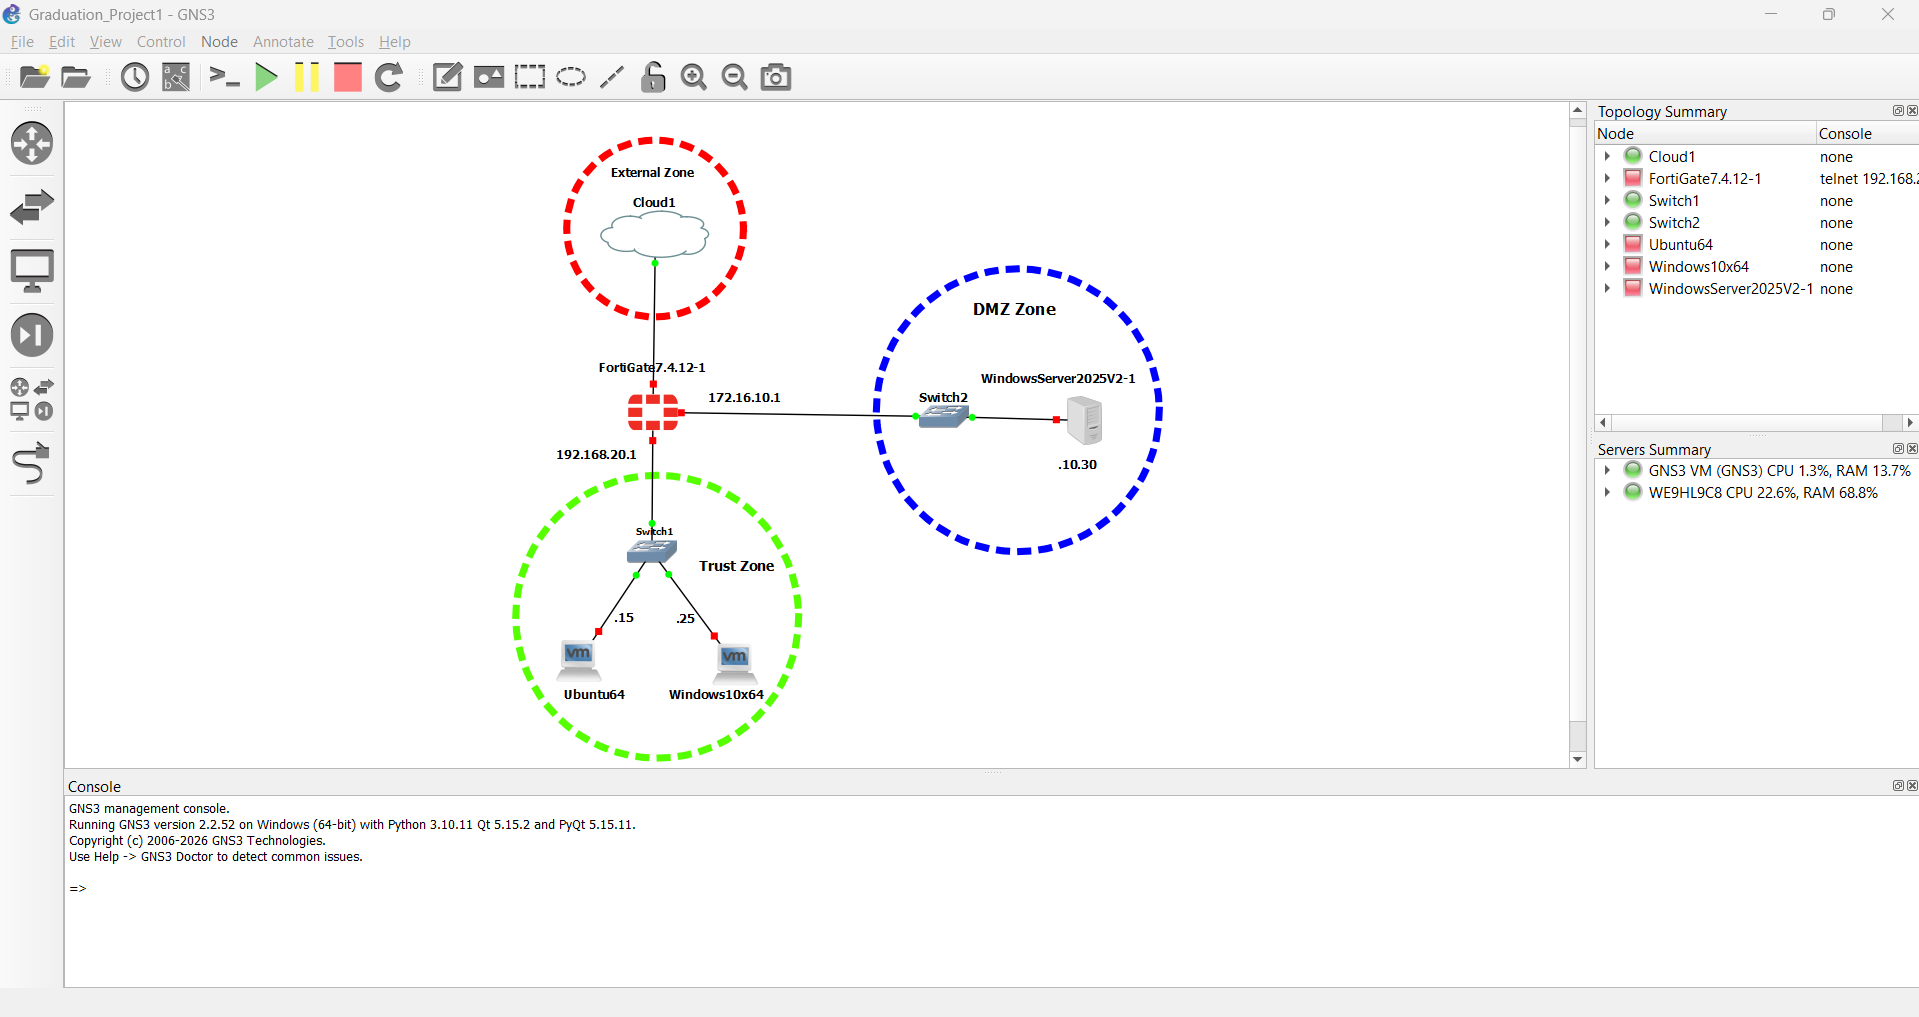 Graduation_Project1 - GNS3
File Edit View Control Node Annotate Tools Help
External Zone
Cloud1
FortiGate7.4.12-1
172.16.10.1
192.168.20.1
DMZ Zone
WindowsServer2025V2-1
Switch2
.10.30
Switch1
Trust Zone
.15
.25
vm
vm
Ubuntu64
Windows10x64
Topology Summary
Node Console
Cloud1 none
FortiGate7.4.12-1 telnet 192.168.
Switch1 none
Switch2 none
Ubuntu64 none
Windows10x64 none
WindowsServer2025V2-1 none
Servers Summary
GNS3 VM (GNS3) CPU 1.3%, RAM 13.7%
WE9HL9C8 CPU 22.6%, RAM 68.8%
Console
GNS3 management console.
Running GNS3 version 2.2.52 on Windows (64-bit) with Python 3.10.11 Qt 5.15.2 and PyQt 5.15.11.
Copyright (c) 2006-2026 GNS3 Technologies.
Use Help -> GNS3 Doctor to detect common issues.
=>